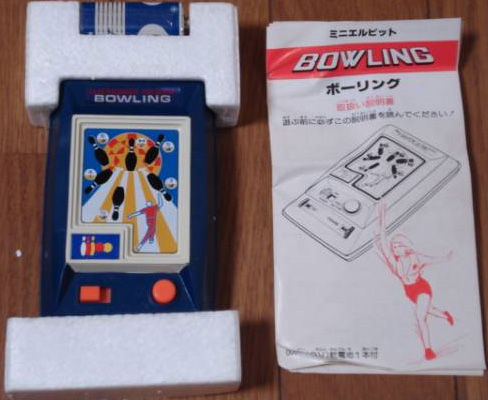 BOWLING
ミニエルビット
BOWLING
ボーリング
取扱い説明書
遊ぶ前に必ずこの説明書を読んでください!